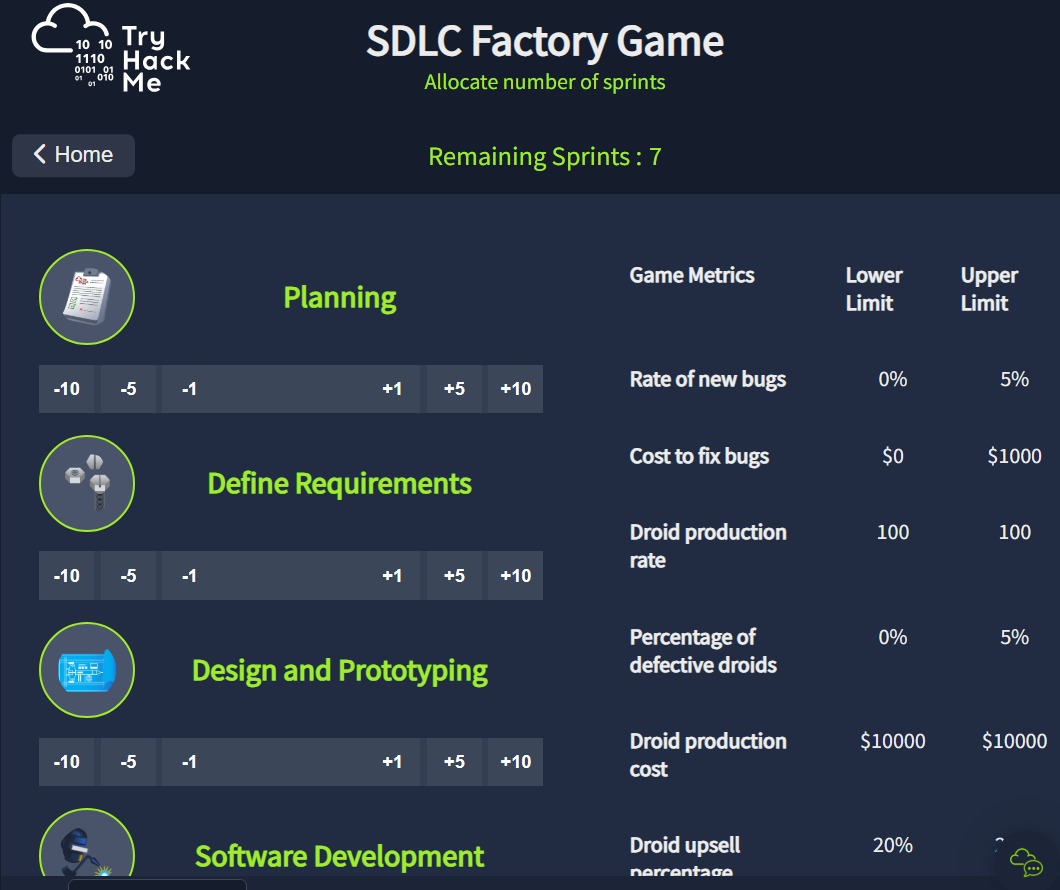 Try
Hack
Me
10 10
1110
0101 01
01 010
01
SDLC Factory Game
Allocate number of sprints
Home
Remaining Sprints : 7
Planning
-10 -5 -1 +1 +5 +10
Define Requirements
-10 -5 -1 +1 +5 +10
Design and Prototyping
-10 -5 -1 +1 +5 +10
Software Development
Game Metrics Lower Limit Upper Limit
Rate of new bugs 0% 5%
Cost to fix bugs $0 $1000
Droid production
rate 100 100
Percentage of
defective droids 0% 5%
Droid production
cost $10000 $10000
Droid upsell
percentage 20%